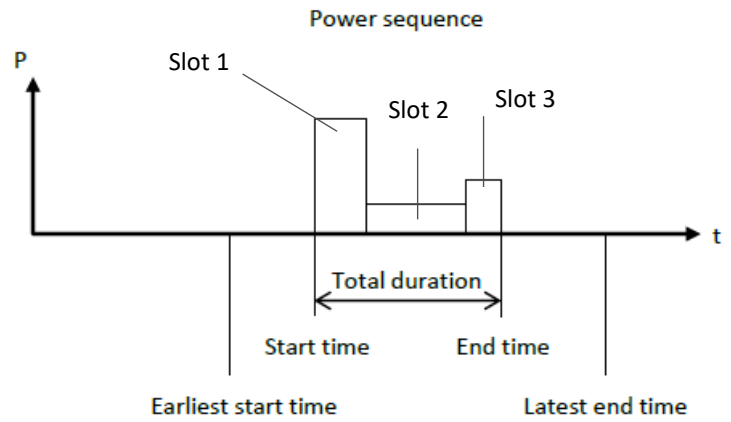 Power sequence
P
Slot 1
Slot 2
Slot 3
t
Total duration
Start time
End time
Earliest start time
Latest end time